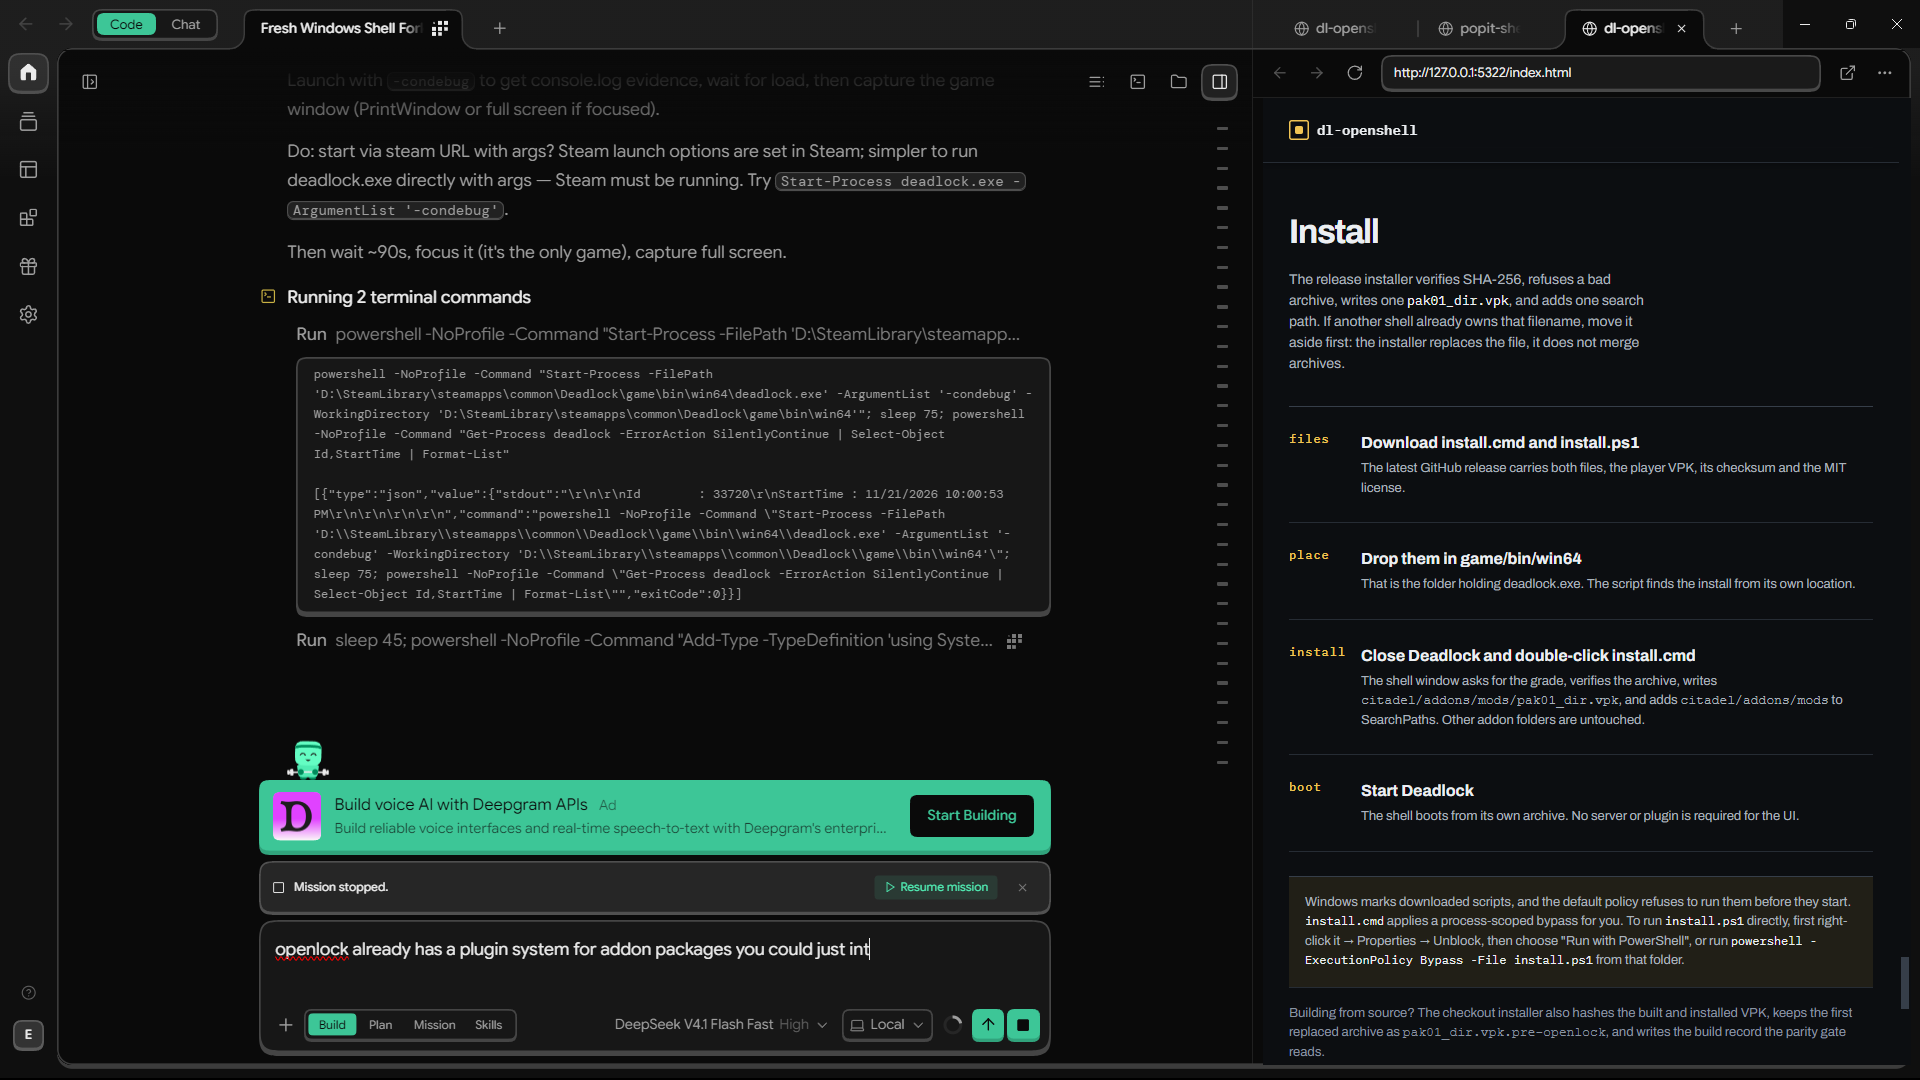 Code
Chat
Fresh Windows Shell For
dl-opens
popit-she
dl-opens
http://127.0.0.1:5322/index.html
Launch with -condebug to get console.log evidence, wait for load, then capture the game
window (PrintWindow or full screen if focused).
Do: start via steam URL with args? Steam launch options are set in Steam; simpler to run
deadlock.exe directly with args — Steam must be running. Try Start-Process deadlock.exe -
ArgumentList '-condebug'.
Then wait ~90s, focus it (it's the only game), capture full screen.
Running 2 terminal commands
Run powershell -NoProfile -Command "Start-Process -FilePath 'D:\SteamLibrary\steamapp...
powershell -NoProfile -Command "Start-Process -FilePath
'D:\SteamLibrary\steamapps\common\Deadlock\game\bin\win64\deadlock.exe' -ArgumentList '-condebug' -
WorkingDirectory 'D:\SteamLibrary\steamapps\common\Deadlock\game\bin\win64'"; sleep 75; powershell
-NoProfile -Command "Get-Process deadlock -ErrorAction SilentlyContinue | Select-Object
Id,StartTime | Format-List"
[{"type":"json","value":{"stdout":"\r\n\r\nId : 33720\r\nStartTime : 11/21/2026 10:00:53
PM\r\n\r\n\r\n\r\n","command":"powershell -NoProfile -Command \"Start-Process -FilePath
'D:\\SteamLibrary\\steamapps\\common\\Deadlock\\game\\bin\\win64\\deadlock.exe' -ArgumentList '-
condebug' -WorkingDirectory 'D:\\SteamLibrary\\steamapps\\common\\Deadlock\\game\\bin\\win64'\";
sleep 75; powershell -NoProfile -Command \"Get-Process deadlock -ErrorAction SilentlyContinue |
Select-Object Id,StartTime | Format-List\"","exitCode":0}}]
Run sleep 45; powershell -NoProfile -Command "Add-Type -TypeDefinition 'using Syste...
D
Build voice AI with Deepgram APIs Ad
Build reliable voice interfaces and real-time speech-to-text with Deepgram's enterpri...
Start Building
Mission stopped.
Resume mission
openlock already has a plugin system for addon packages you could just int
Build
Plan
Mission
Skills
DeepSeek V4.1 Flash Fast High
Local
E
dl-openshell
Install
The release installer verifies SHA-256, refuses a bad
archive, writes one pak01_dir.vpk, and adds one search
path. If another shell already owns that filename, move it
aside first: the installer replaces the file, it does not merge
archives.
files
Download install.cmd and install.ps1
The latest GitHub release carries both files, the player VPK, its checksum and the MIT
license.
place
Drop them in game/bin/win64
That is the folder holding deadlock.exe. The script finds the install from its own location.
install
Close Deadlock and double-click install.cmd
The shell window asks for the grade, verifies the archive, writes
citadel/addons/mods/pak01_dir.vpk, and adds citadel/addons/mods to
SearchPaths. Other addon folders are untouched.
boot
Start Deadlock
The shell boots from its own archive. No server or plugin is required for the UI.
Windows marks downloaded scripts, and the default policy refuses to run them before they start.
install.cmd applies a process-scoped bypass for you. To run install.ps1 directly, first right-
click it → Properties → Unblock, then choose "Run with PowerShell", or run powershell -
ExecutionPolicy Bypass -File install.ps1 from that folder.
Building from source? The checkout installer also hashes the built and installed VPK, keeps the first
replaced archive as pak01_dir.vpk.pre-openlock, and writes the build record the parity gate
reads.